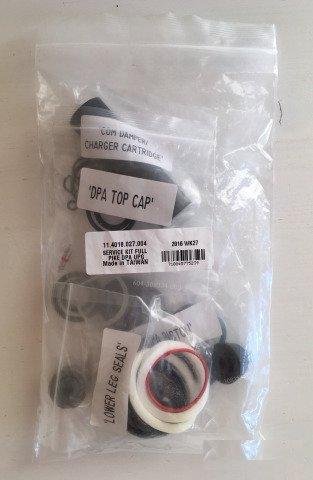 'COM DAMPER/
CHARGER CARTRIDGE'
'DPA TOP CAP'
11.4018.027.004
2016 WK27
SERVICE KIT FULL
PIKE DPA UPG
Made in TAIWAN
'LOWER LEG SEALS'